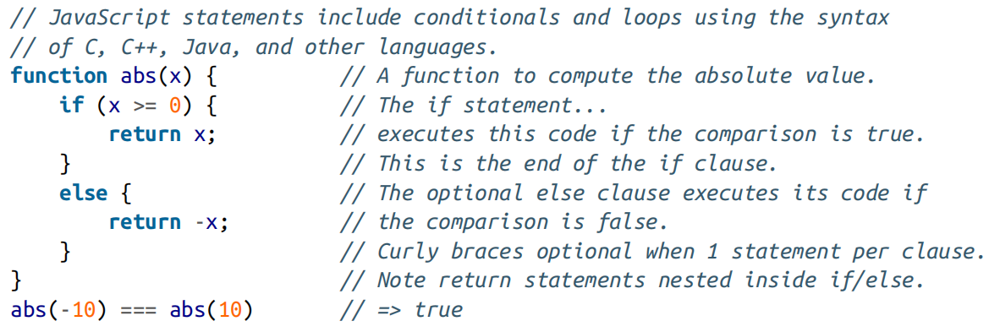 // JavaScript statements include conditionals and loops using the syntax
// of C, C++, Java, and other languages.
function abs(x) {          // A function to compute the absolute value.
    if (x >= 0) {          // The if statement...
        return x;          // executes this code if the comparison is true.
    }                      // This is the end of the if clause.
    else {                 // The optional else clause executes its code if
        return -x;         // the comparison is false.
    }                      // Curly braces optional when 1 statement per clause.
}                          // Note return statements nested inside if/else.
abs(-10) === abs(10)       // => true